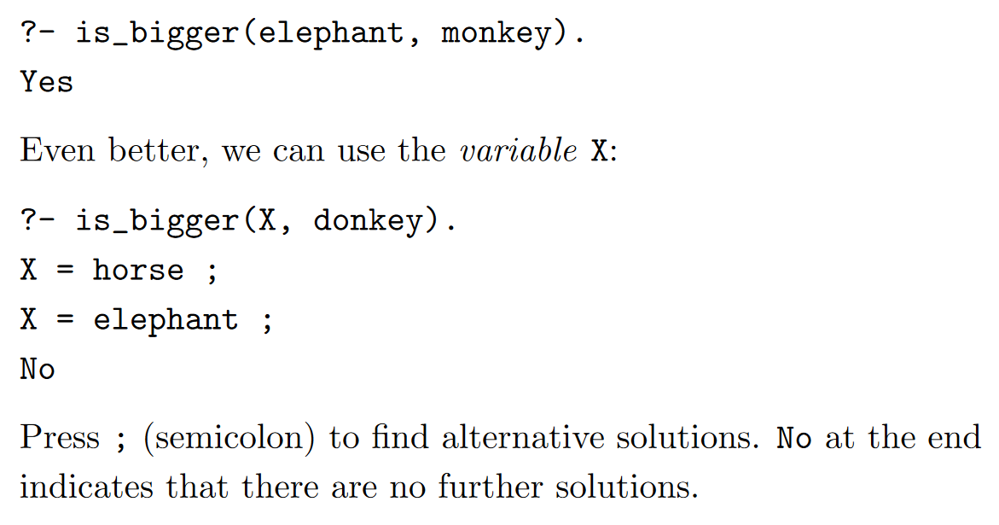 ?- is_bigger(elephant, monkey).
Yes
Even better, we can use the variable X:
?- is_bigger(X, donkey).
X = horse ;
X = elephant ;
No
Press ; (semicolon) to find alternative solutions. No at the end
indicates that there are no further solutions.